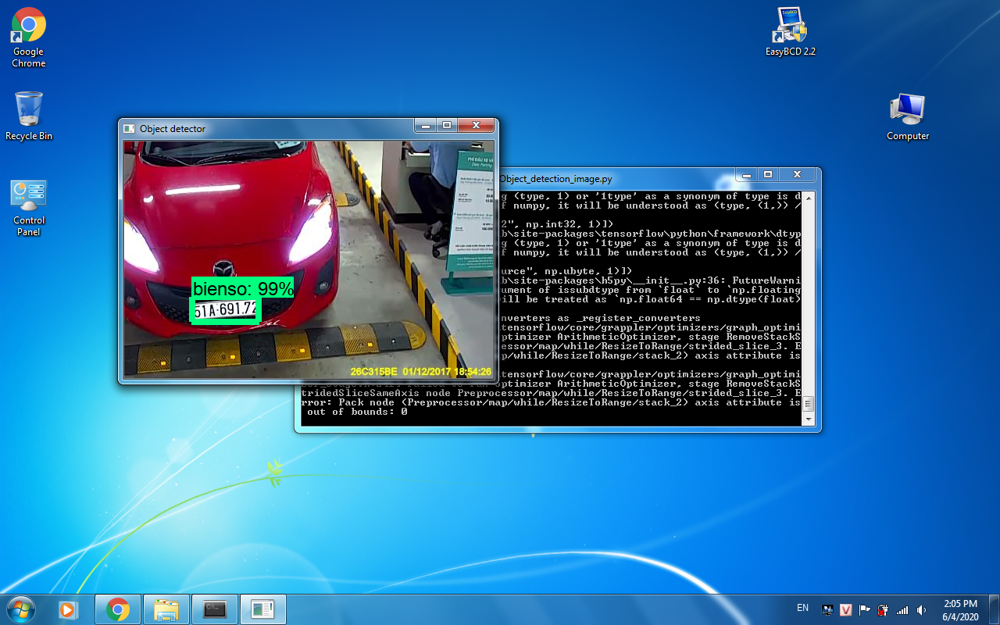 Google
Chrome
Recycle Bin
Control
Panel
EasyBCD 2.2
Computer
Object detector
bienso: 99%
51A-691.72
26C315BE 01/12/2017 18:54:26
Object_detection_image.py
g (type, 1) or '1type' as a synonym of type is d
f numpy, it will be understood as (type, (1,)) /
2", np.int32, 1)])
b\site-packages\tensorflow\python\framework\dtyp
g (type, 1) or '1type' as a synonym of type is d
f numpy, it will be understood as (type, (1,)) /
urce", np.ubyte, 1)])
b\site-packages\h5py\__init__.py:36: FutureWarni
ument of issubdtype from `float` to `np.floating
ill be treated as `np.float64 == np.dtype(float)
nverters as _register_converters
tensorflow/core/grappler/optimizers/graph_optimi
optimizer ArithmeticOptimizer, stage RemoveStackS
essor/map/while/ResizeToRange/strided_slice_3. E
p/while/ResizeToRange/stack_2) axis attribute is
tensorflow/core/grappler/optimizers/graph_optimi
optimizer ArithmeticOptimizer, stage RemoveStackS
tridedSliceSameAxis node Preprocessor/map/while/ResizeToRange/strided_slice_3. E
rror: Pack node (Preprocessor/map/while/ResizeToRange/stack_2) axis attribute is
out of bounds: 0
EN
2:05 PM
6/4/2020